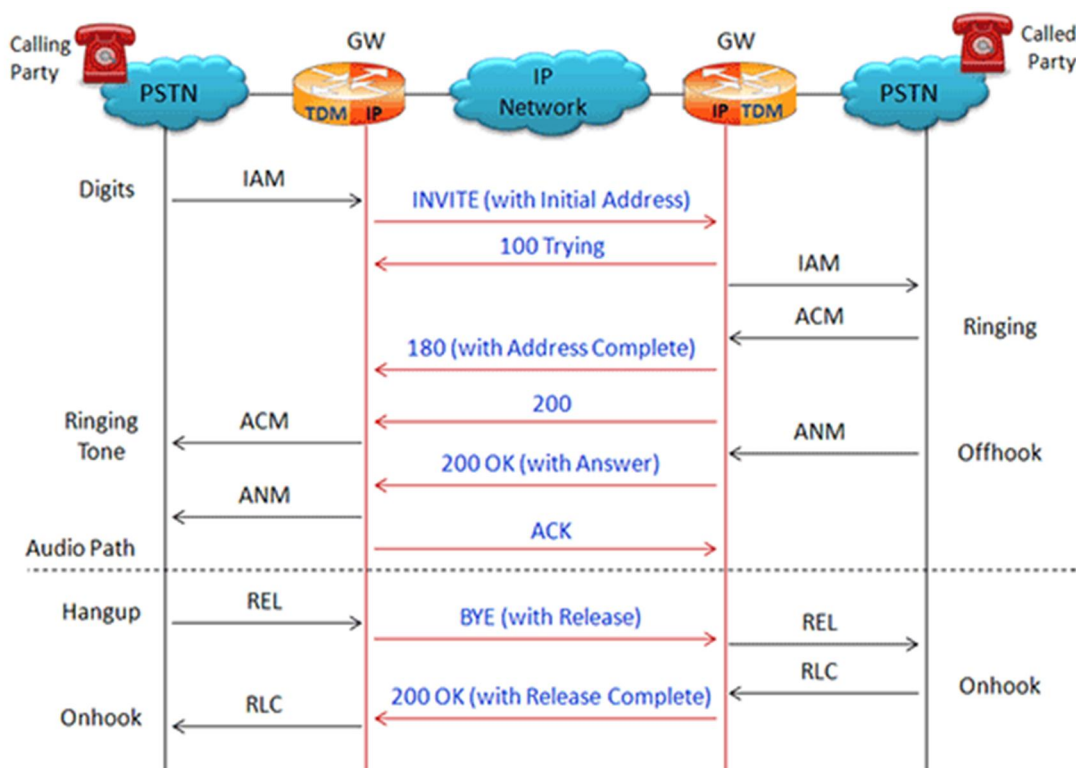 Calling
Party
GW
GW
Called
Party
PSTN
TDM IP
IP
Network
IP TDM
PSTN
Digits
IAM
INVITE (with Initial Address)
100 Trying
IAM
ACM
Ringing
180 (with Address Complete)
200
Ringing
Tone
ACM
ANM
Offhook
200 OK (with Answer)
ANM
ACK
Audio Path
Hangup
REL
BYE (with Release)
REL
RLC
Onhook
200 OK (with Release Complete)
Onhook
RLC